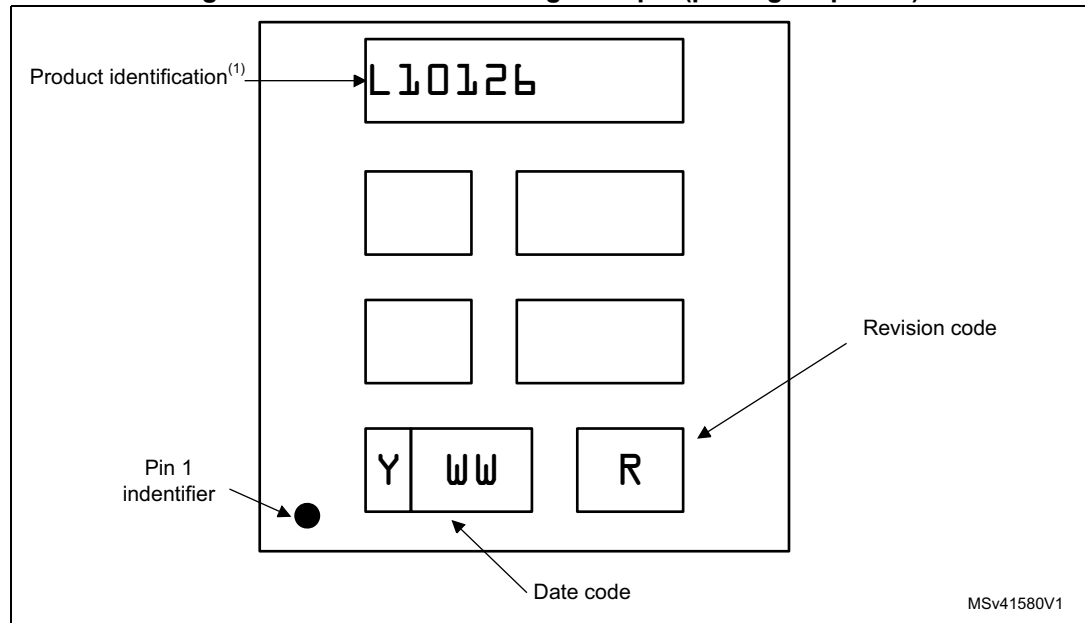 Product identification(1)
L10126
Revision code
Y WW R
Pin 1
indentifier
Date code
MSv41580V1